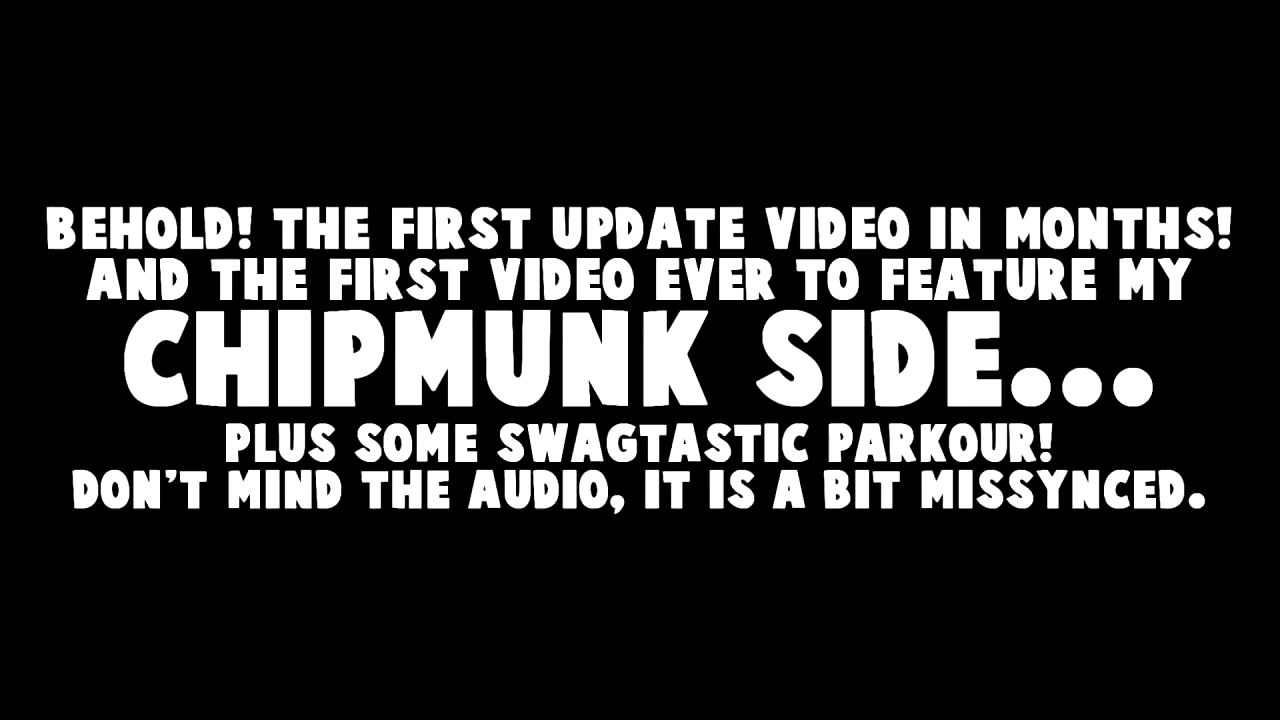 BEHOLD! THE FIRST UPDATE VIDEO IN MONTHS!
AND THE FIRST VIDEO EVER TO FEATURE MY
CHIPMUNK SIDE...
PLUS SOME SWAGTASTIC PARKOUR!
DON'T MIND THE AUDIO, IT IS A BIT MISSYNCED.